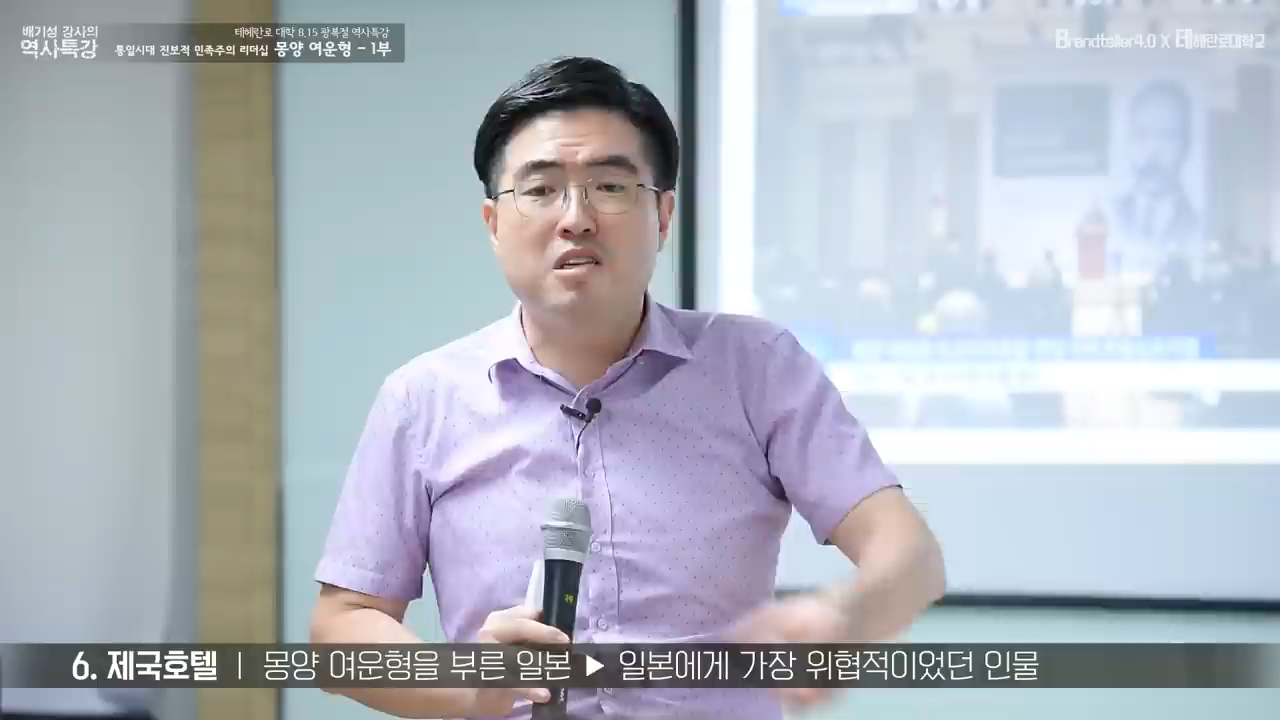 배기성 강사의
역사특강
테헤란로 대학 8.15 광복절 역사특강
통일시대 진보적 민족주의 리더십 몽양 여운형 - 1부
Brandteller4.0 X 테헤란로대학교
6. 제국호텔 | 몽양 여운형을 부른 일본 ▶ 일본에게 가장 위협적이었던 인물